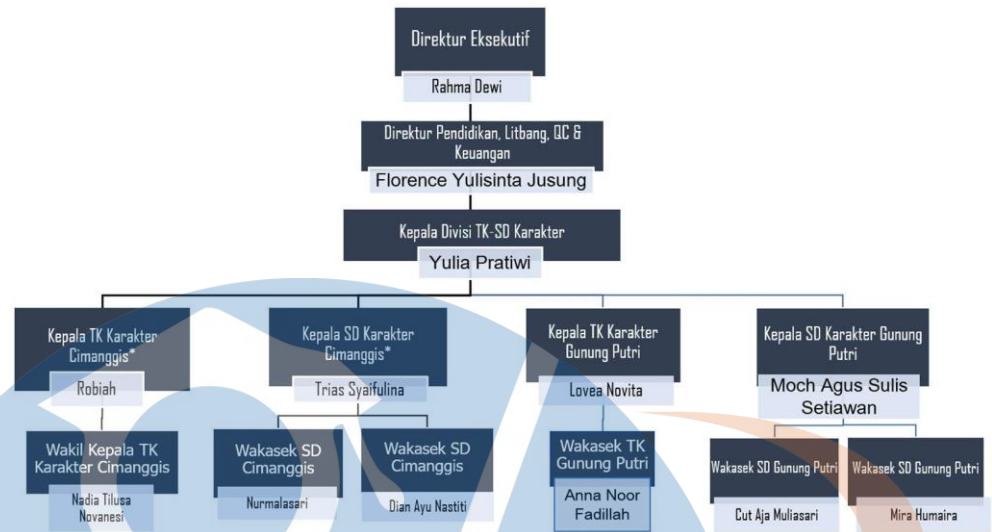 Direktur Eksekutif
Rahma Dewi
Direktur Pendidikan, Litbang, QC &
Keuangan
Florence Yulisinta Jusung
Kepala Divisi TK-SD Karakter
Yulia Pratiwi
Kepala TK Karakter
Cimanggis*
Robiah
Kepala SD Karakter
Cimanggis*
Trias Syaifulina
Kepala TK Karakter
Gunung Putri
Lovea Novita
Kepala SD Karakter Gunung
Putri
Moch Agus Sulis
Setiawan
Wakil Kepala TK
Karakter Cimanggis
Nadia Tilusa
Novanesi
Wakasek SD
Cimanggis
Nurmalasari
Wakasek SD
Cimanggis
Dian Ayu Nastiti
Wakasek TK
Gunung Putri
Anna Noor
Fadillah
Wakasek SD Gunung Putri
Cut Aja Muliasari
Wakasek SD Gunung Putri
Mira Humaira